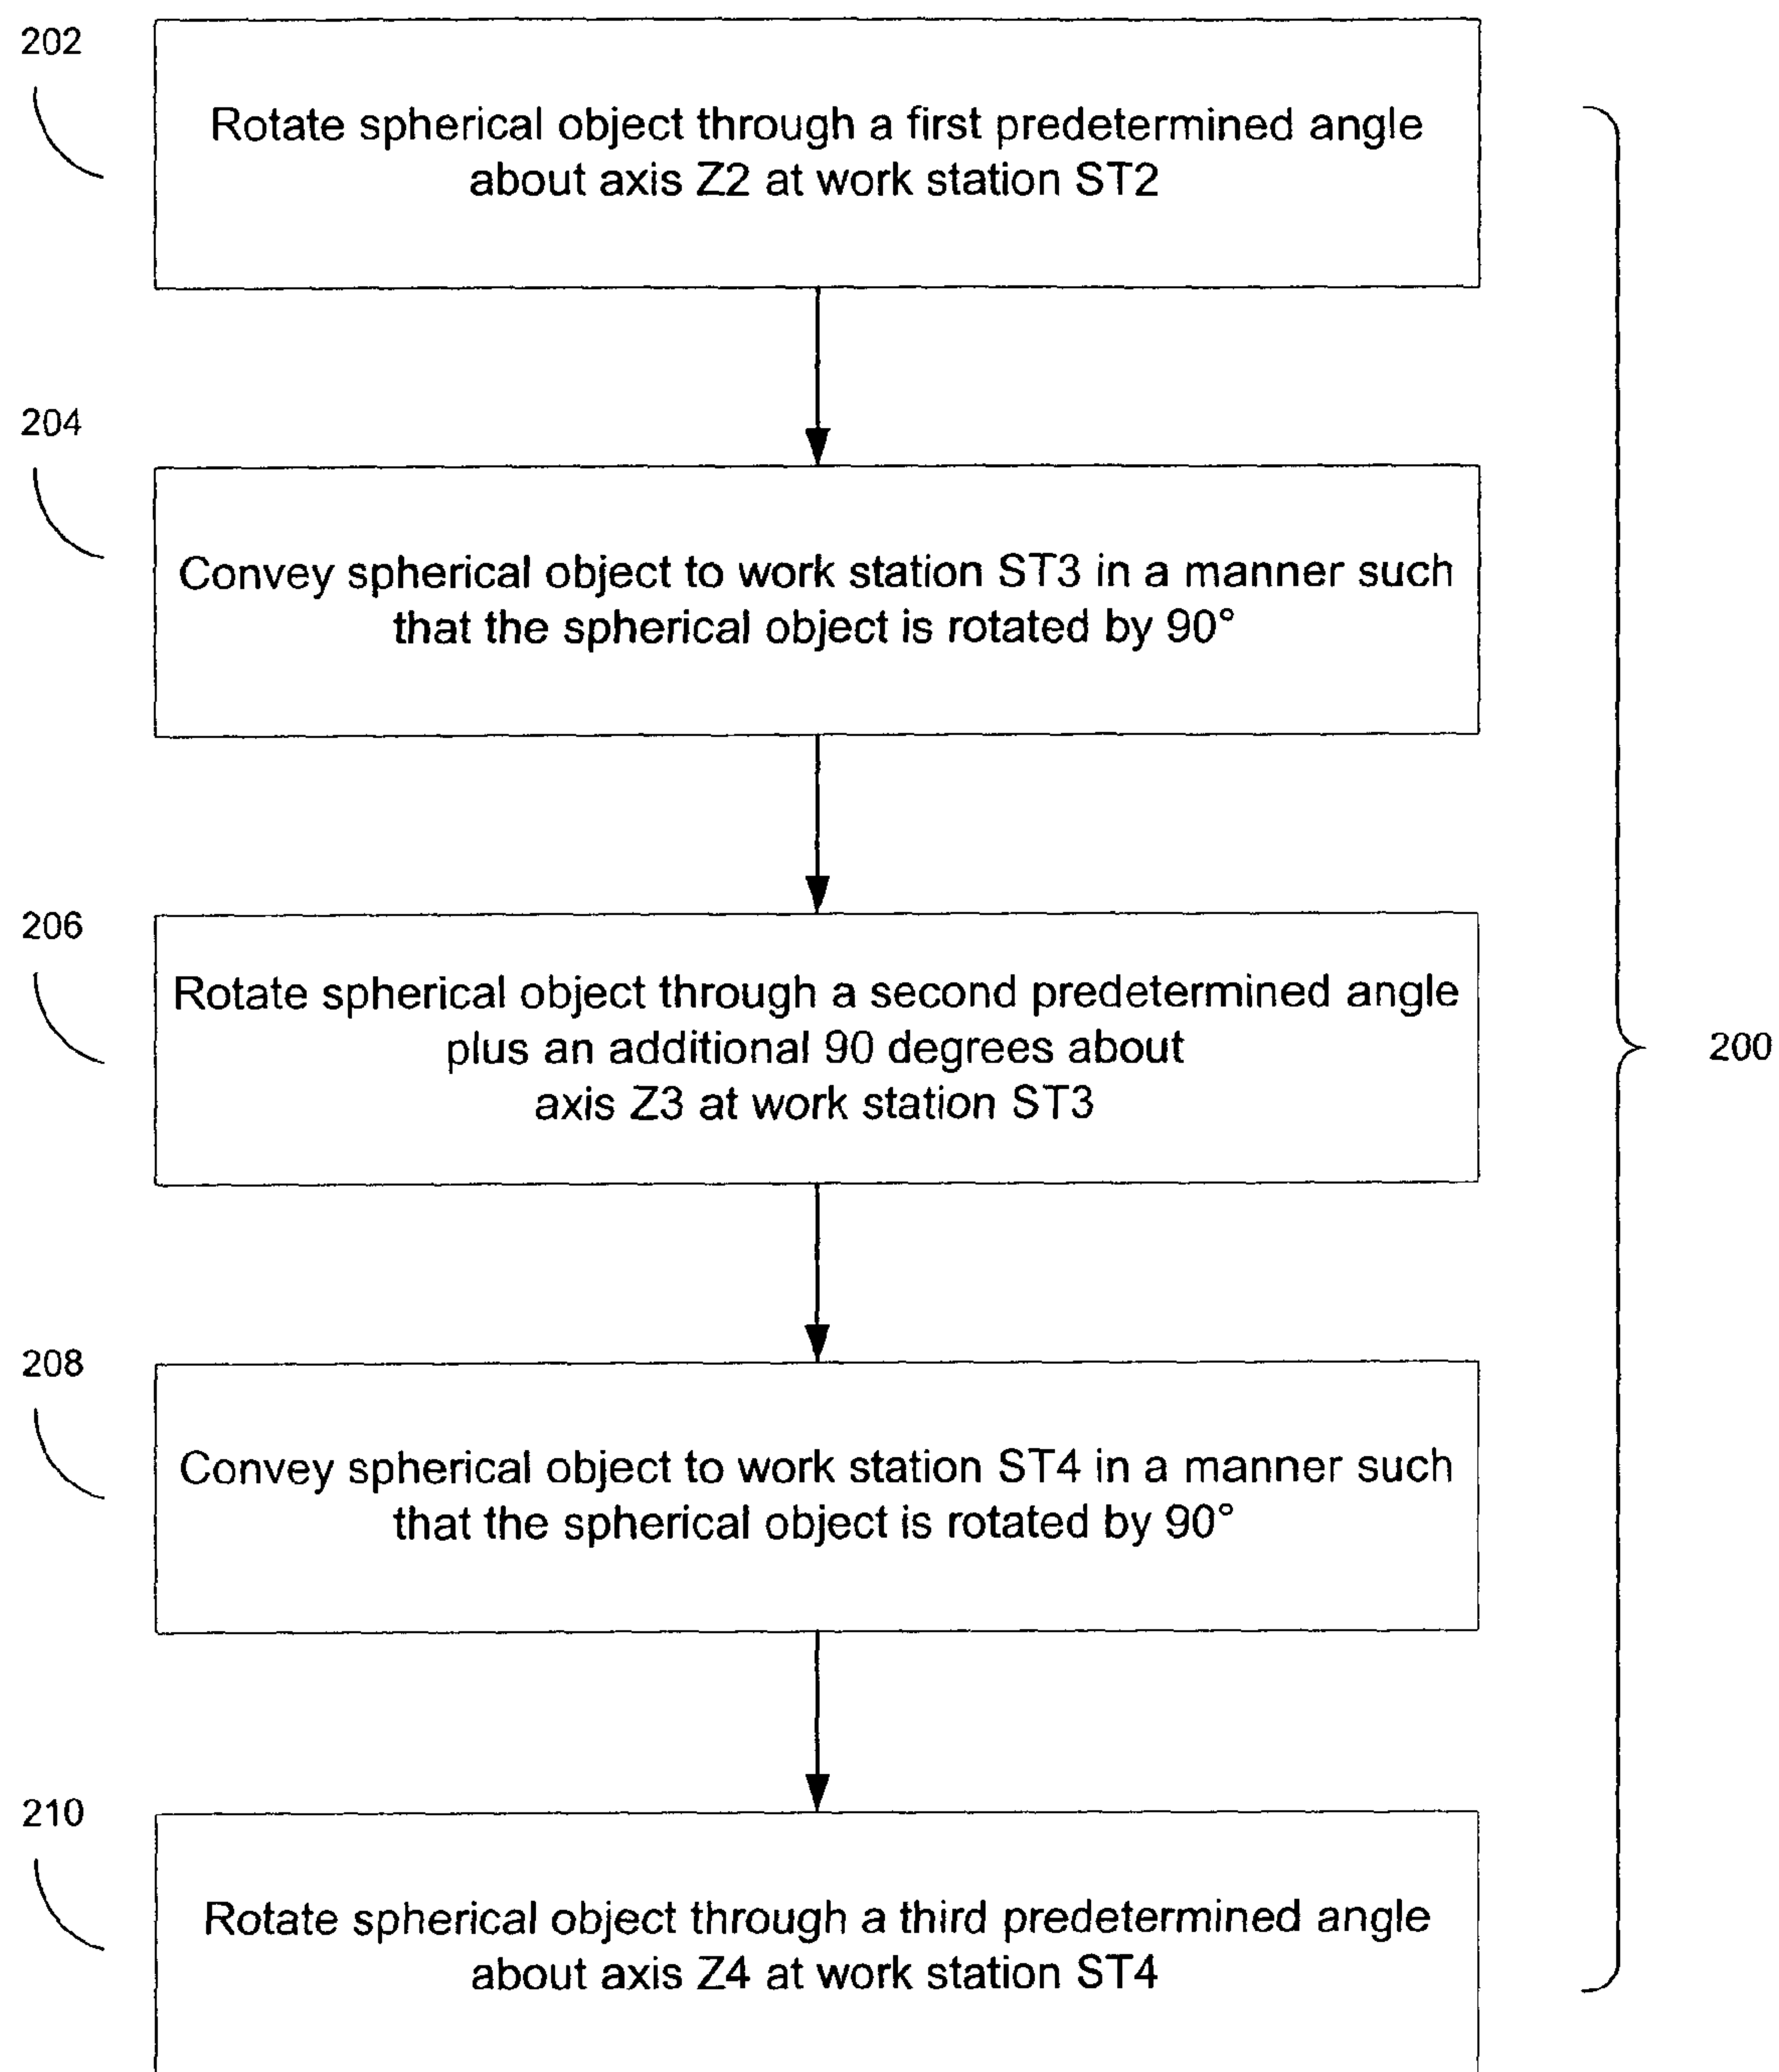 202
Rotate spherical object through a first predetermined angle
about axis Z2 at work station ST2
204
Convey spherical object to work station ST3 in a manner such
that the spherical object is rotated by 90°
206
Rotate spherical object through a second predetermined angle
plus an additional 90 degrees about
axis Z3 at work station ST3
200
208
Convey spherical object to work station ST4 in a manner such
that the spherical object is rotated by 90°
210
Rotate spherical object through a third predetermined angle
about axis Z4 at work station ST4